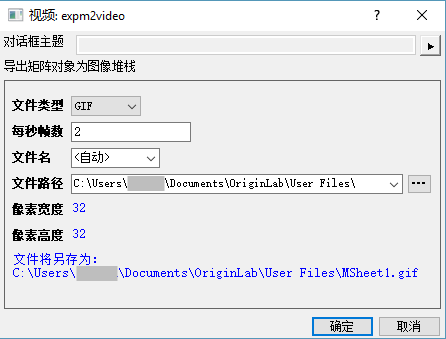 视频: expm2video
对话框主题
导出矩阵对象为图像堆栈
文件类型 GIF
每秒帧数 2
文件名 <自动>
文件路径 C:\Users\ \Documents\OriginLab\User Files\ ...
像素宽度 32
像素高度 32
文件将另存为:
C:\Users\ \Documents\OriginLab\User Files\MSheet1.gif
确定 取消